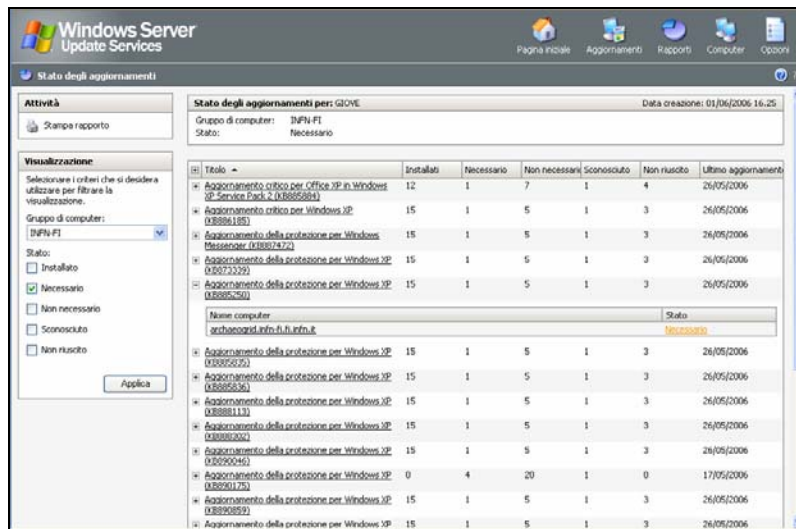 Windows Server
Update Services
Pagina iniziale Aggiornamenti Rapporti Computer Opzioni
Stato degli aggiornamenti
Attività
Stampa rapporto
Visualizzazione
Selezionare i criteri che si desidera
utilizzare per filtrare la
visualizzazione.
Gruppo di computer:
INFN-FI
Stato:
Installato
Necessario
Non necessario
Sconosciuto
Non riuscito
Applica
Stato degli aggiornamenti per: GIOVE Data creazione: 01/06/2006 16.25
Gruppo di computer: INFN-FI
Stato: Necessario
Titolo Installati Necessario Non necessari Sconosciuto Non riuscito Ultimo aggiornament
Aggiornamento critico per Office XP in Windows 12 1 7 1 4 26/05/2006
XP Service Pack 2 (KB885884)
Aggiornamento critico per Windows XP 15 1 5 1 3 26/05/2006
(KB886185)
Aggiornamento della protezione per Windows 15 1 5 1 3 26/05/2006
Messenger (KB887472)
Aggiornamento della protezione per Windows XP 15 1 5 1 3 26/05/2006
(KB873339)
Aggiornamento della protezione per Windows XP 15 1 5 1 3 26/05/2006
(KB885250)
Nome computer Stato
archaeogrid.infn-fi.fi.infn.it Necessario
Aggiornamento della protezione per Windows XP 15 1 5 1 3 26/05/2006
(KB885835)
Aggiornamento della protezione per Windows XP 15 1 5 1 3 26/05/2006
(KB885836)
Aggiornamento della protezione per Windows XP 15 1 5 1 3 26/05/2006
(KB888113)
Aggiornamento della protezione per Windows XP 15 1 5 1 3 26/05/2006
(KB888302)
Aggiornamento della protezione per Windows XP 15 1 5 1 3 26/05/2006
(KB890046)
Aggiornamento della protezione per Windows XP 0 4 20 1 0 17/05/2006
(KB890175)
Aggiornamento della protezione per Windows XP 15 1 5 1 3 26/05/2006
(KB890859)
Aggiornamento della protezione per Windows XP 15 1 5 1 3 26/05/2006